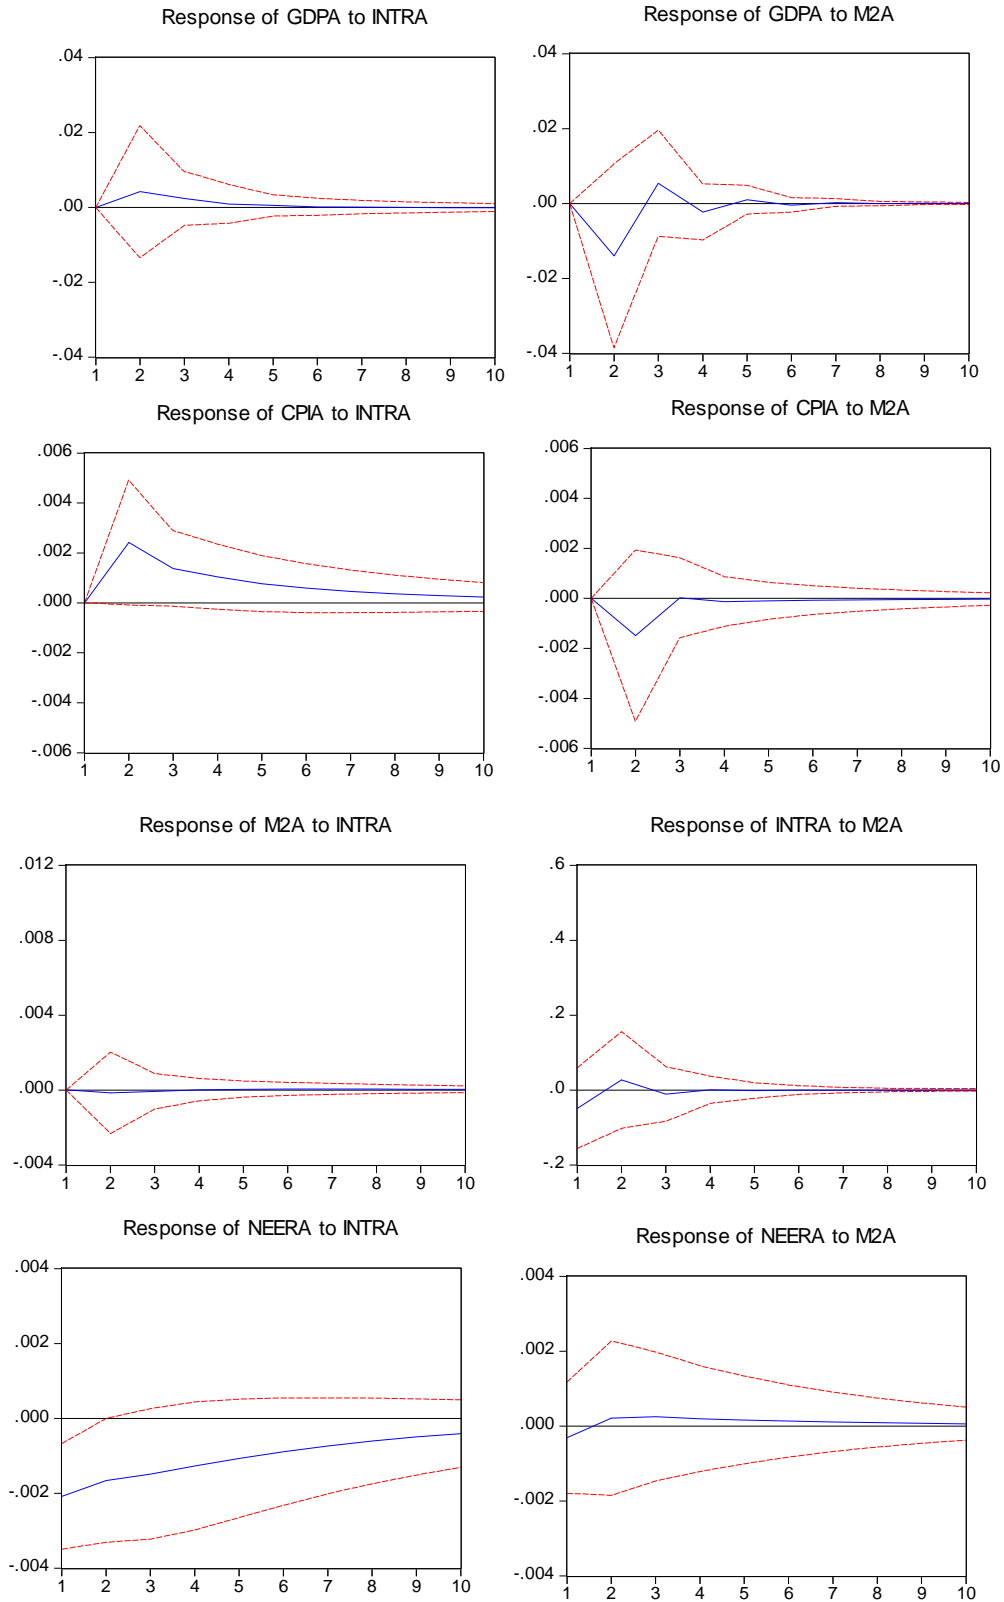 Response of GDPA to INTRA
.04
.02
.00
-.02
-.04
1 2 3 4 5 6 7 8 9 10
Response of GDPA to M2A
.04
.02
.00
-.02
-.04
1 2 3 4 5 6 7 8 9 10
Response of CPIA to INTRA
.006
.004
.002
.000
-.002
-.004
-.006
1 2 3 4 5 6 7 8 9 10
Response of CPIA to M2A
.006
.004
.002
.000
-.002
-.004
-.006
1 2 3 4 5 6 7 8 9 10
Response of M2A to INTRA
.012
.008
.004
.000
-.004
1 2 3 4 5 6 7 8 9 10
Response of INTRA to M2A
.6
.4
.2
.0
-.2
1 2 3 4 5 6 7 8 9 10
Response of NEERA to INTRA
.004
.002
.000
-.002
-.004
1 2 3 4 5 6 7 8 9 10
Response of NEERA to M2A
.004
.002
.000
-.002
-.004
1 2 3 4 5 6 7 8 9 10